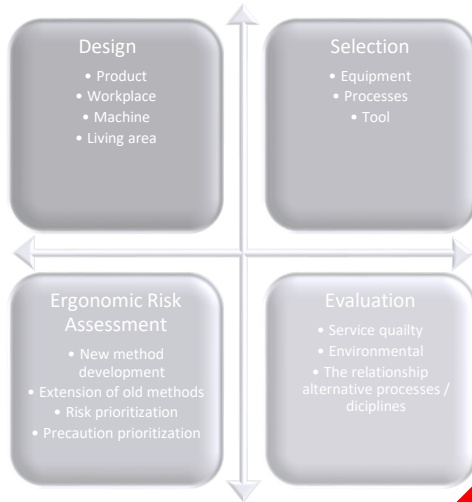 Design
• Product
• Workplace
• Machine
• Living area
Selection
• Equipment
• Processes
• Tool
Ergonomic Risk
Assessment
• New method
development
• Extension of old methods
• Risk prioritization
• Precaution prioritization
Evaluation
• Service quailty
• Environmental
• The relationship
alternative processes /
diciplines